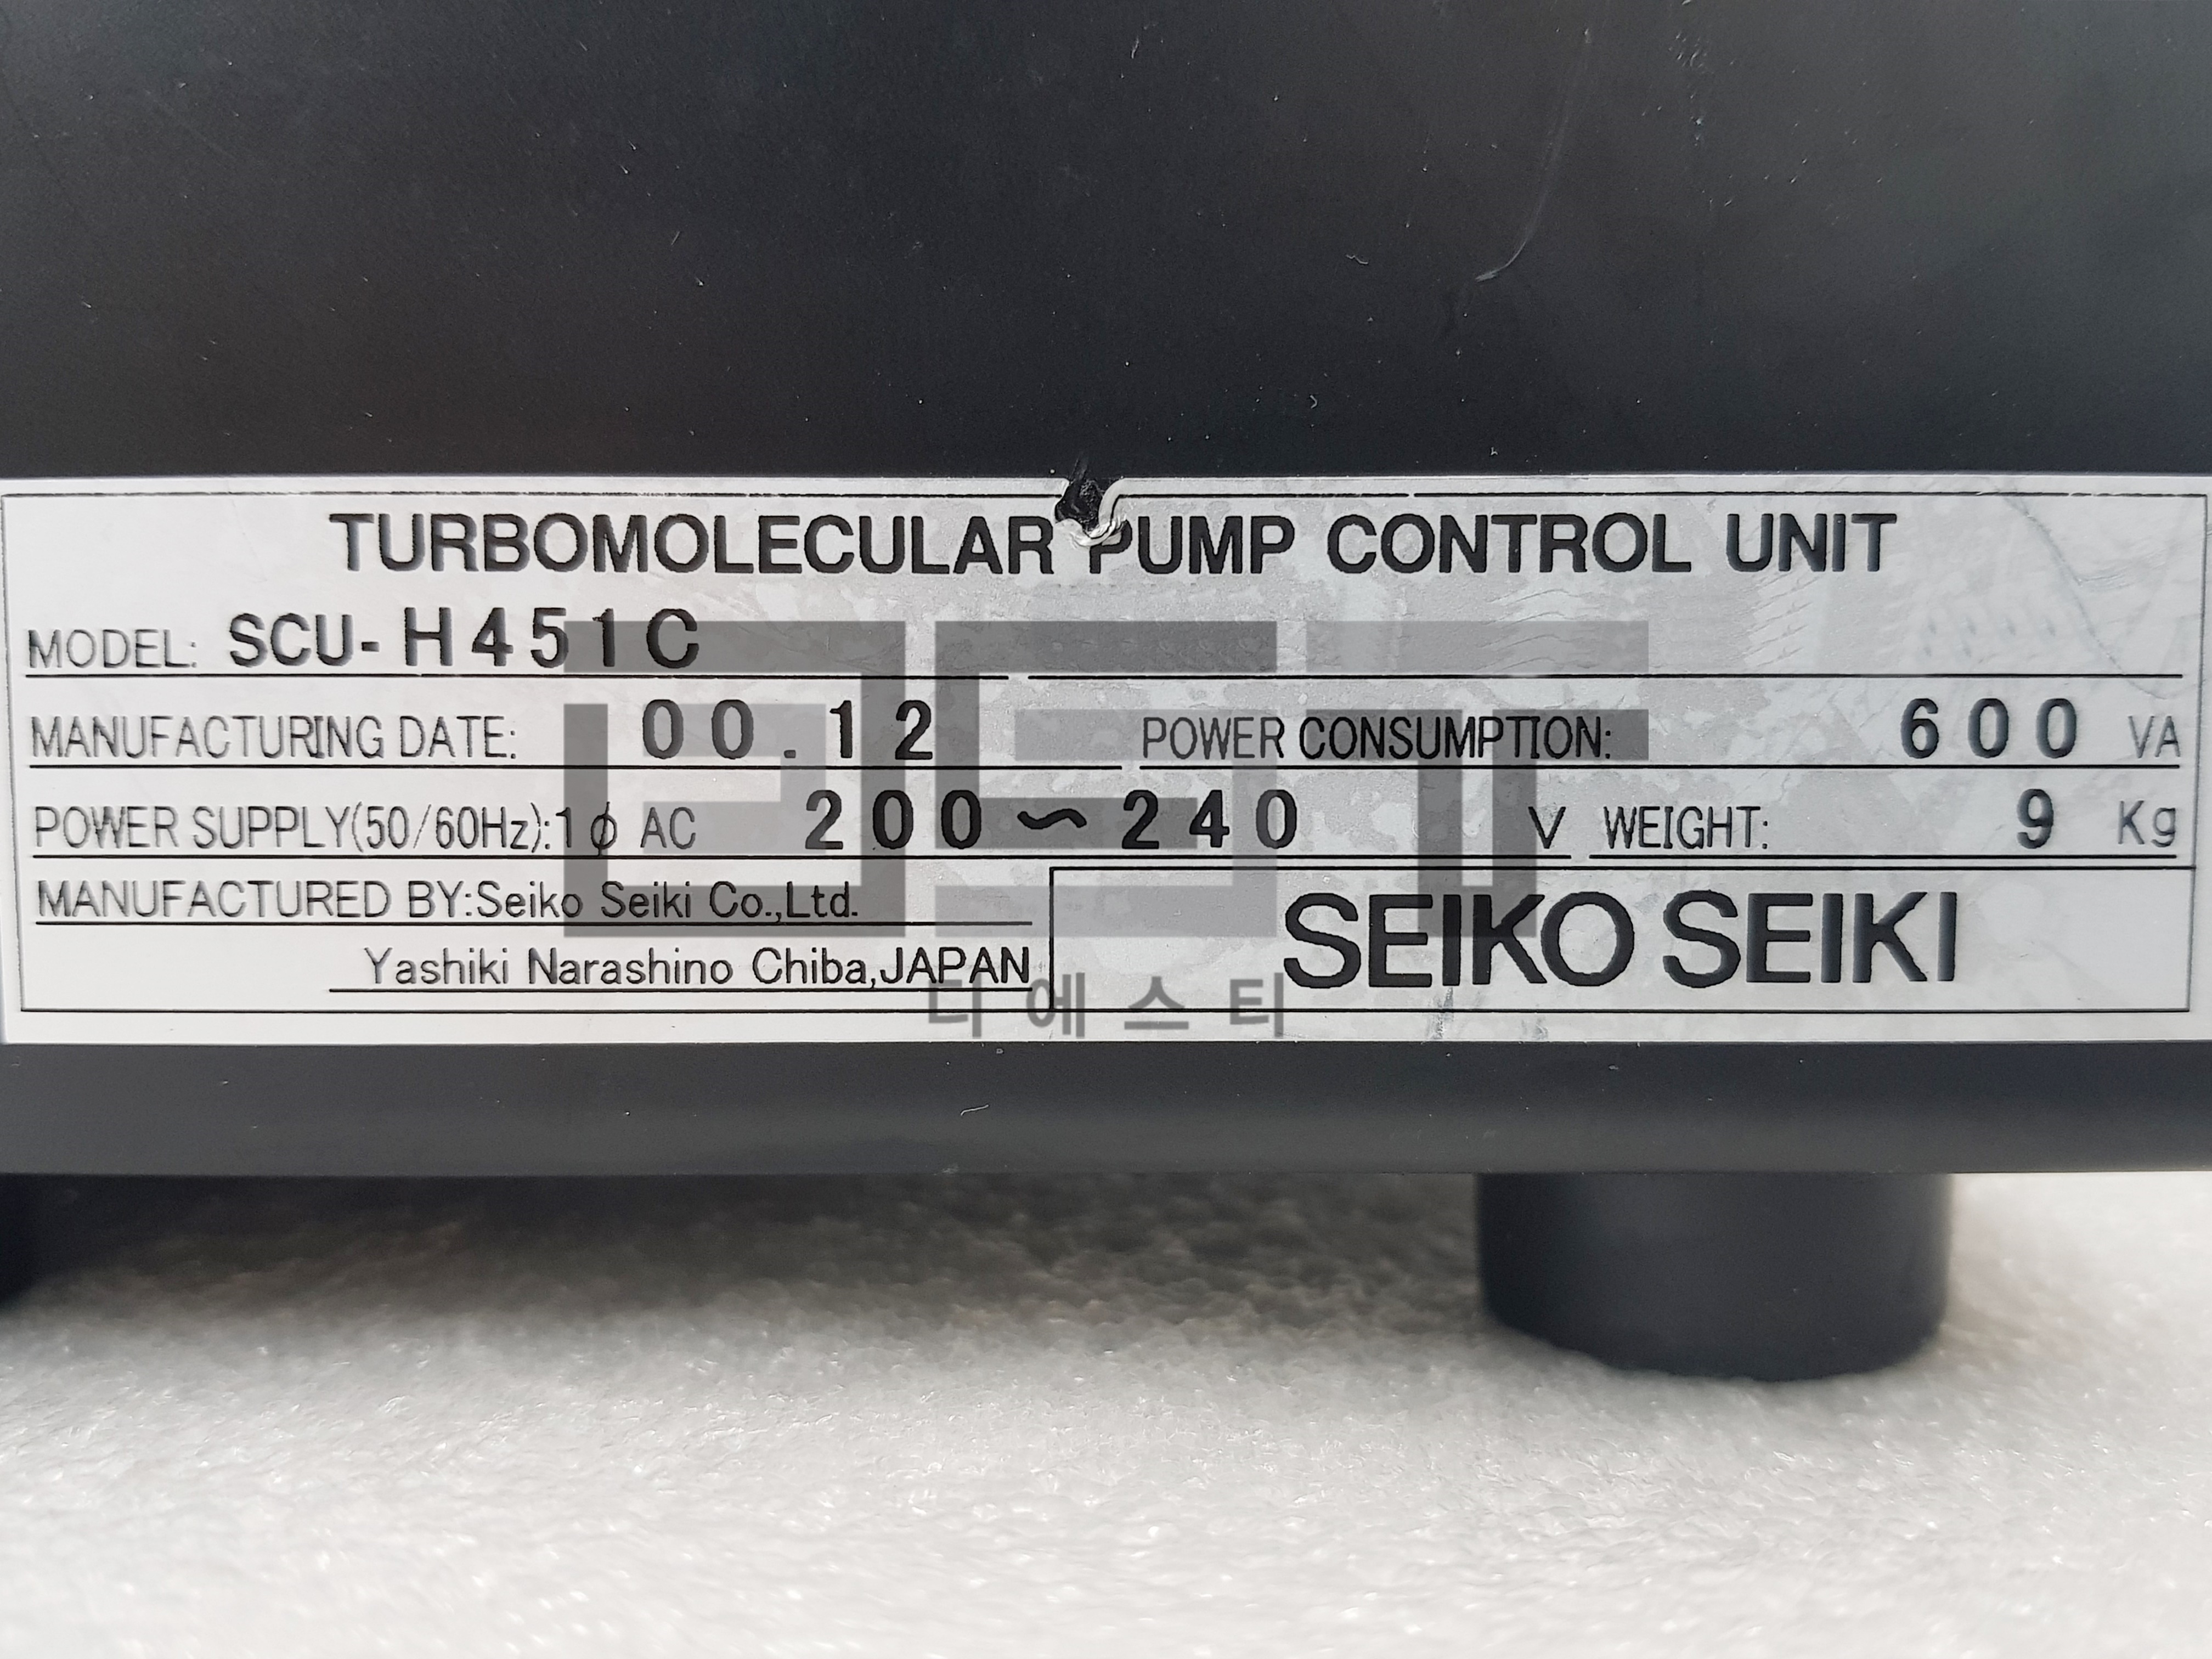 TURBOMOLECULAR PUMP CONTROL UNIT
MODEL: SCU-H451C
MANUFACTURING DATE: 00.12 POWER CONSUMPTION: 600 VA
POWER SUPPLY(50/60Hz):1ϕ AC 200~240 V WEIGHT: 9 Kg
MANUFACTURED BY:Seiko Seiki Co.,Ltd.
Yashiki Narashino Chiba,JAPAN
SEIKO SEIKI
DST
디에스티